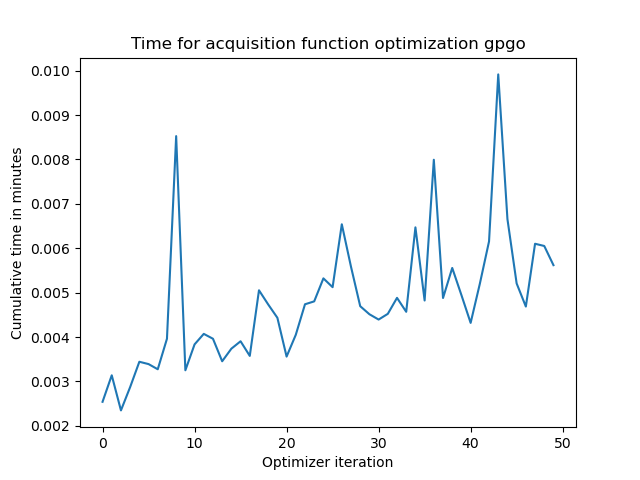 Time for acquisition function optimization gpgo
0.010
0.009
0.008
0.007
0.006
0.005
0.004
0.003
0.002
Cumulative time in minutes
0 10 20 30 40 50
Optimizer iteration